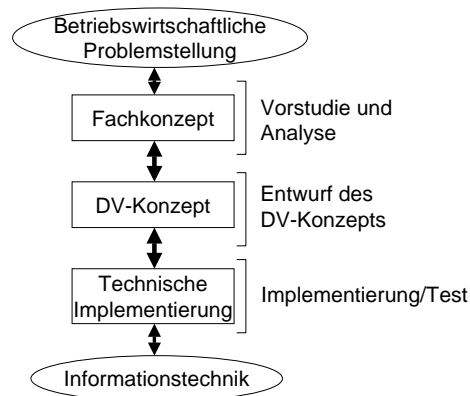 Betriebswirtschaftliche
Problemstellung
Fachkonzept
Vorstudie und
Analyse
DV-Konzept
Entwurf des
DV-Konzepts
Technische
Implementierung
Implementierung/Test
Informationstechnik